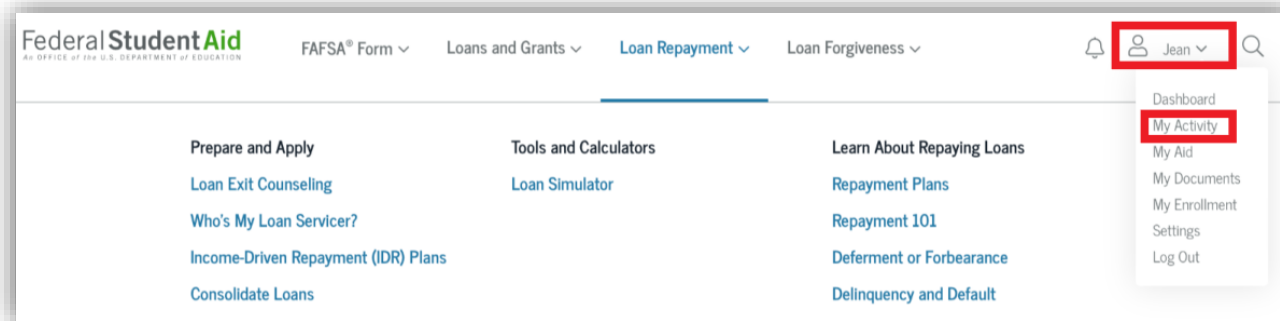 Federal Student Aid
An OFFICE of the U.S. DEPARTMENT of EDUCATION
FAFSA® Form
Loans and Grants
Loan Repayment
Loan Forgiveness
Jean
Dashboard
My Activity
My Aid
My Documents
My Enrollment
Settings
Log Out
Prepare and Apply
Loan Exit Counseling
Who's My Loan Servicer?
Income-Driven Repayment (IDR) Plans
Consolidate Loans
Tools and Calculators
Loan Simulator
Learn About Repaying Loans
Repayment Plans
Repayment 101
Deferment or Forbearance
Delinquency and Default